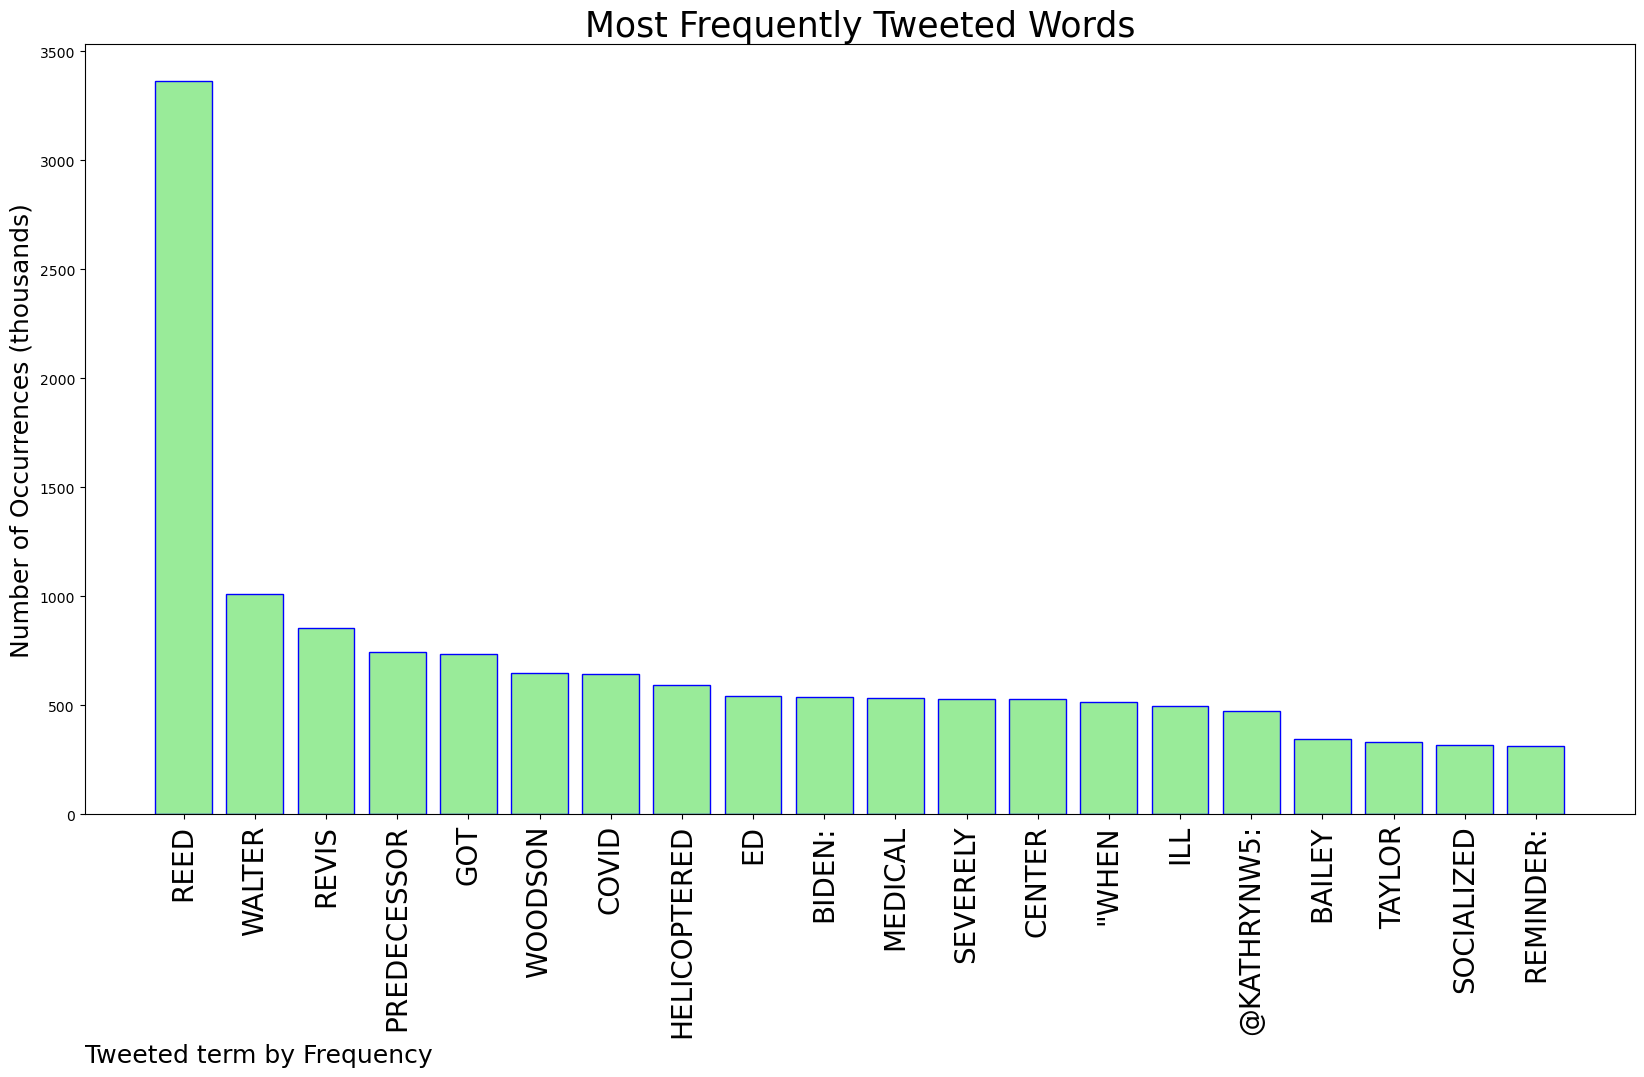 Most Frequently Tweeted Words
Number of Occurrences (thousands)
3500
3000
2500
2000
1500
1000
500
0
REED
WALTER
REVIS
PREDECESSOR
GOT
WOODSON
COVID
HELICOPTERED
ED
BIDEN:
MEDICAL
SEVERELY
CENTER
"WHEN
ILL
@KATHRYNW5:
BAILEY
TAYLOR
SOCIALIZED
REMINDER:
Tweeted term by Frequency